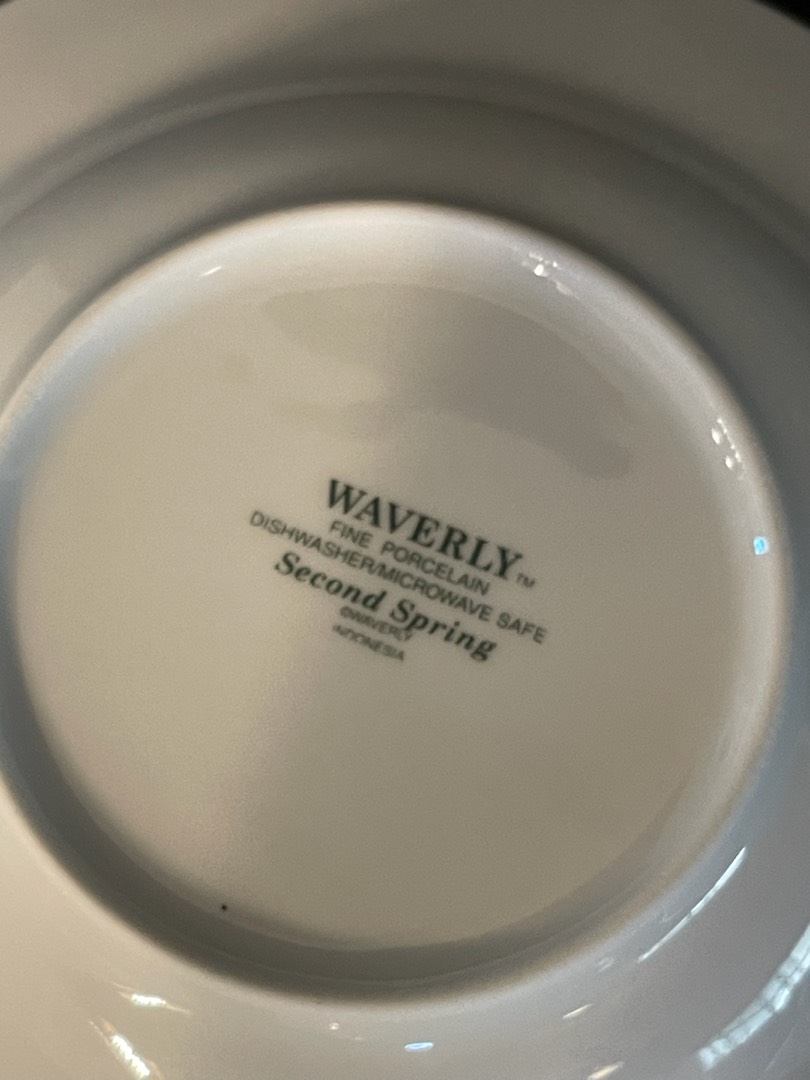 WAVERLY™
FINE PORCELAIN
DISHWASHER/MICROWAVE SAFE
Second Spring
©WAVERLY
INDONESIA